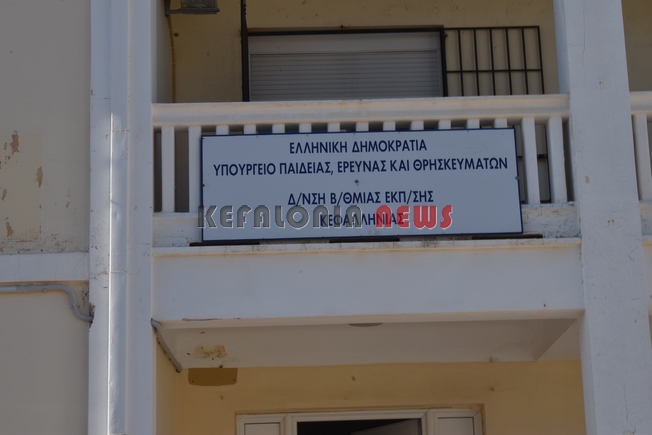 ΕΛΛΗΝΙΚΗ ΔΗΜΟΚΡΑΤΙΑ
ΥΠΟΥΡΓΕΙΟ ΠΑΙΔΕΙΑΣ, ΕΡΕΥΝΑΣ ΚΑΙ ΘΡΗΣΚΕΥΜΑΤΩΝ
Δ/ΝΣΗ Β/ΘΜΙΑΣ ΕΚΠ/ΣΗΣ
KEFALONIA NEWS
ΚΕΦΑΛΛΗΝΙΑΣ